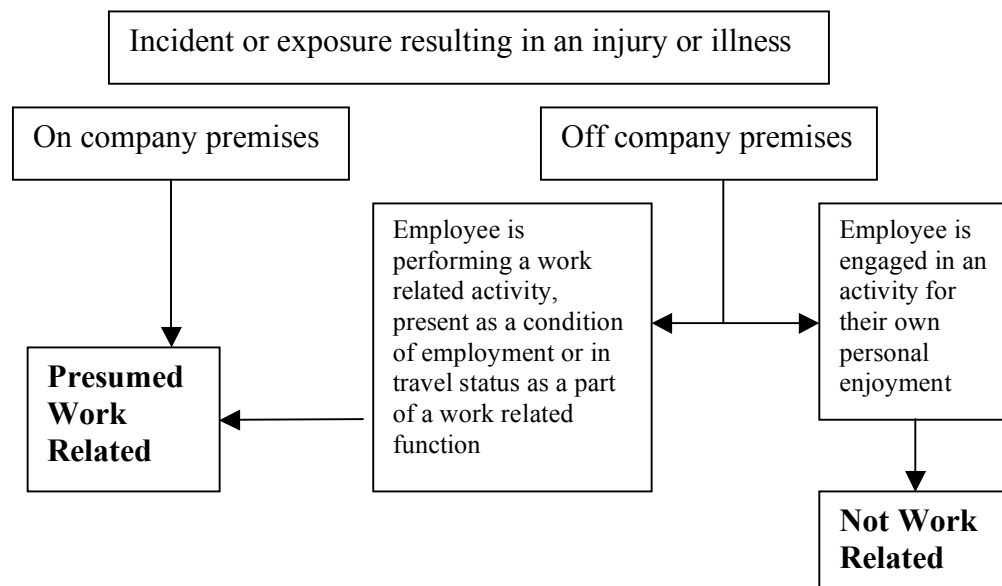 Incident or exposure resulting in an injury or illness
On company premises
Off company premises
Employee is
performing a work
related activity,
present as a condition
of employment or in
travel status as a part
of a work related
function
Employee is
engaged in an
activity for
their own
personal
enjoyment
Presumed
Work
Related
Not Work
Related